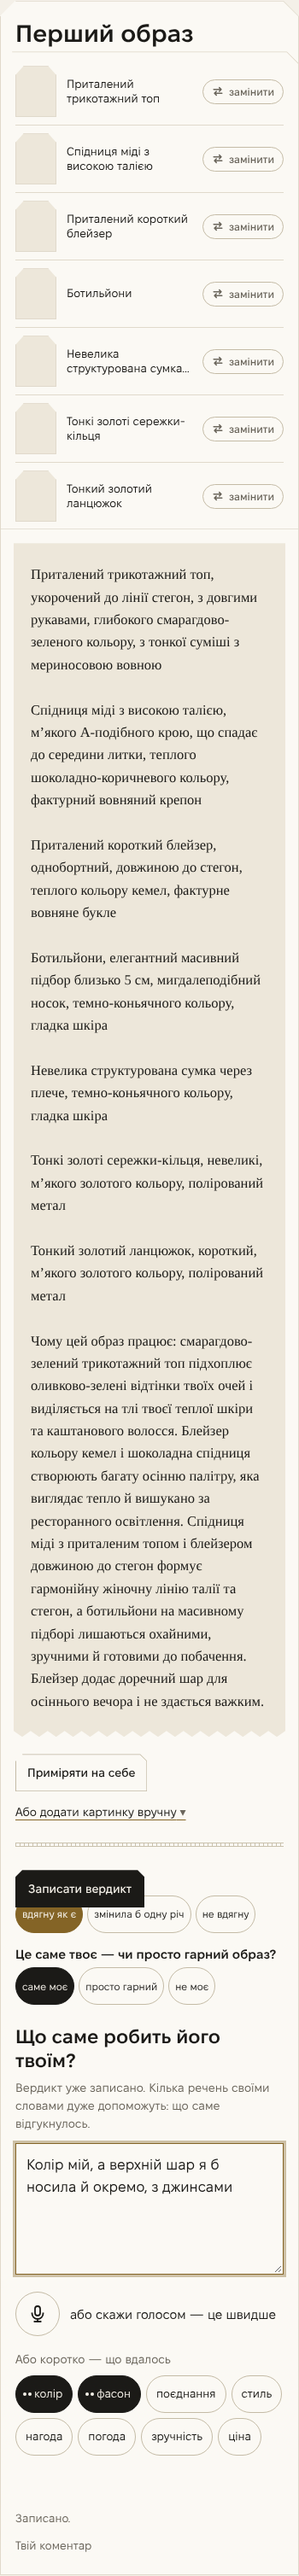 Перший образ
Приталений
трикотажний топ
замінити
Спідниця міді з
високою талією
замінити
Приталений короткий
блейзер
замінити
Ботильйони
замінити
Невелика
структурована сумка...
замінити
Тонкі золоті сережки-
кільця
замінити
Тонкий золотий
ланцюжок
замінити
Приталений трикотажний топ,
укорочений до лінії стегон, з довгими
рукавами, глибокого смарагдово-
зеленого кольору, з тонкої суміші з
мериносовою вовною
Спідниця міді з високою талією,
м’якого А-подібного крою, що спадає
до середини литки, теплого
шоколадно-коричневого кольору,
фактурний вовняний крепон
Приталений короткий блейзер,
однобортний, довжиною до стегон,
теплого кольору кемел, фактурне
вовняне букле
Ботильйони, елегантний масивний
підбор близько 5 см, мигдалеподібний
носок, темно-коньячного кольору,
гладка шкіра
Невелика структурована сумка через
плече, темно-коньячного кольору,
гладка шкіра
Тонкі золоті сережки-кільця, невеликі,
м’якого золотого кольору, полірований
метал
Тонкий золотий ланцюжок, короткий,
м’якого золотого кольору, полірований
метал
Чому цей образ працює: смарагдово-
зелений трикотажний топ підхоплює
оливково-зелені відтінки твоїх очей і
виділяється на тлі твоєї теплої шкіри
та каштанового волосся. Блейзер
кольору кемел і шоколадна спідниця
створюють багату осінню палітру, яка
виглядає тепло й вишукано за
ресторанного освітлення. Спідниця
міді з приталеним топом і блейзером
довжиною до стегон формує
гармонійну жіночну лінію талії та
стегон, а ботильйони на масивному
підборі лишаються охайними,
зручними й готовими до побачення.
Блейзер додає доречний шар для
осіннього вечора і не здається важким.
Приміряти на себе
Або додати картинку вручну ▾
Записати вердикт
вдягну як є
змінила б одну річ
не вдягну
Це саме твоє — чи просто гарний образ?
саме моє
просто гарний
не моє
Що саме робить його
твоїм?
Вердикт уже записано. Кілька речень своїми
словами дуже допоможуть: що саме
відгукнулось.
Колір мій, а верхній шар я б
носила й окремо, з джинсами
або скажи голосом — це швидше
Або коротко — що вдалось
колір
фасон
поєднання
стиль
нагода
погода
зручність
ціна
Записано.
Твій коментар